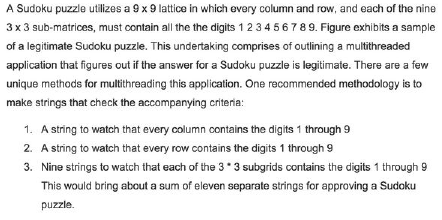 A Sudoku puzzle utilizes a 9 x 9 lattice in which every column and row, and each of the nine
3 x 3 sub-matrices, must contain all the the digits 1 2 3 4 5 6 7 8 9. Figure exhibits a sample
of a legitimate Sudoku puzzle. This undertaking comprises of outlining a multithreaded
application that figures out if the answer for a Sudoku puzzle is legitimate. There are a few
unique methods for multithreading this application. One recommended methodology is to
make strings that check the accompanying criteria:
1. A string to watch that every column contains the digits 1 through 9
2. A string to watch that every row contains the digits 1 through 9
3. Nine strings to watch that each of the 3 * 3 subgrids contains the digits 1 through 9
This would bring about a sum of eleven separate strings for approving a Sudoku
puzzle.